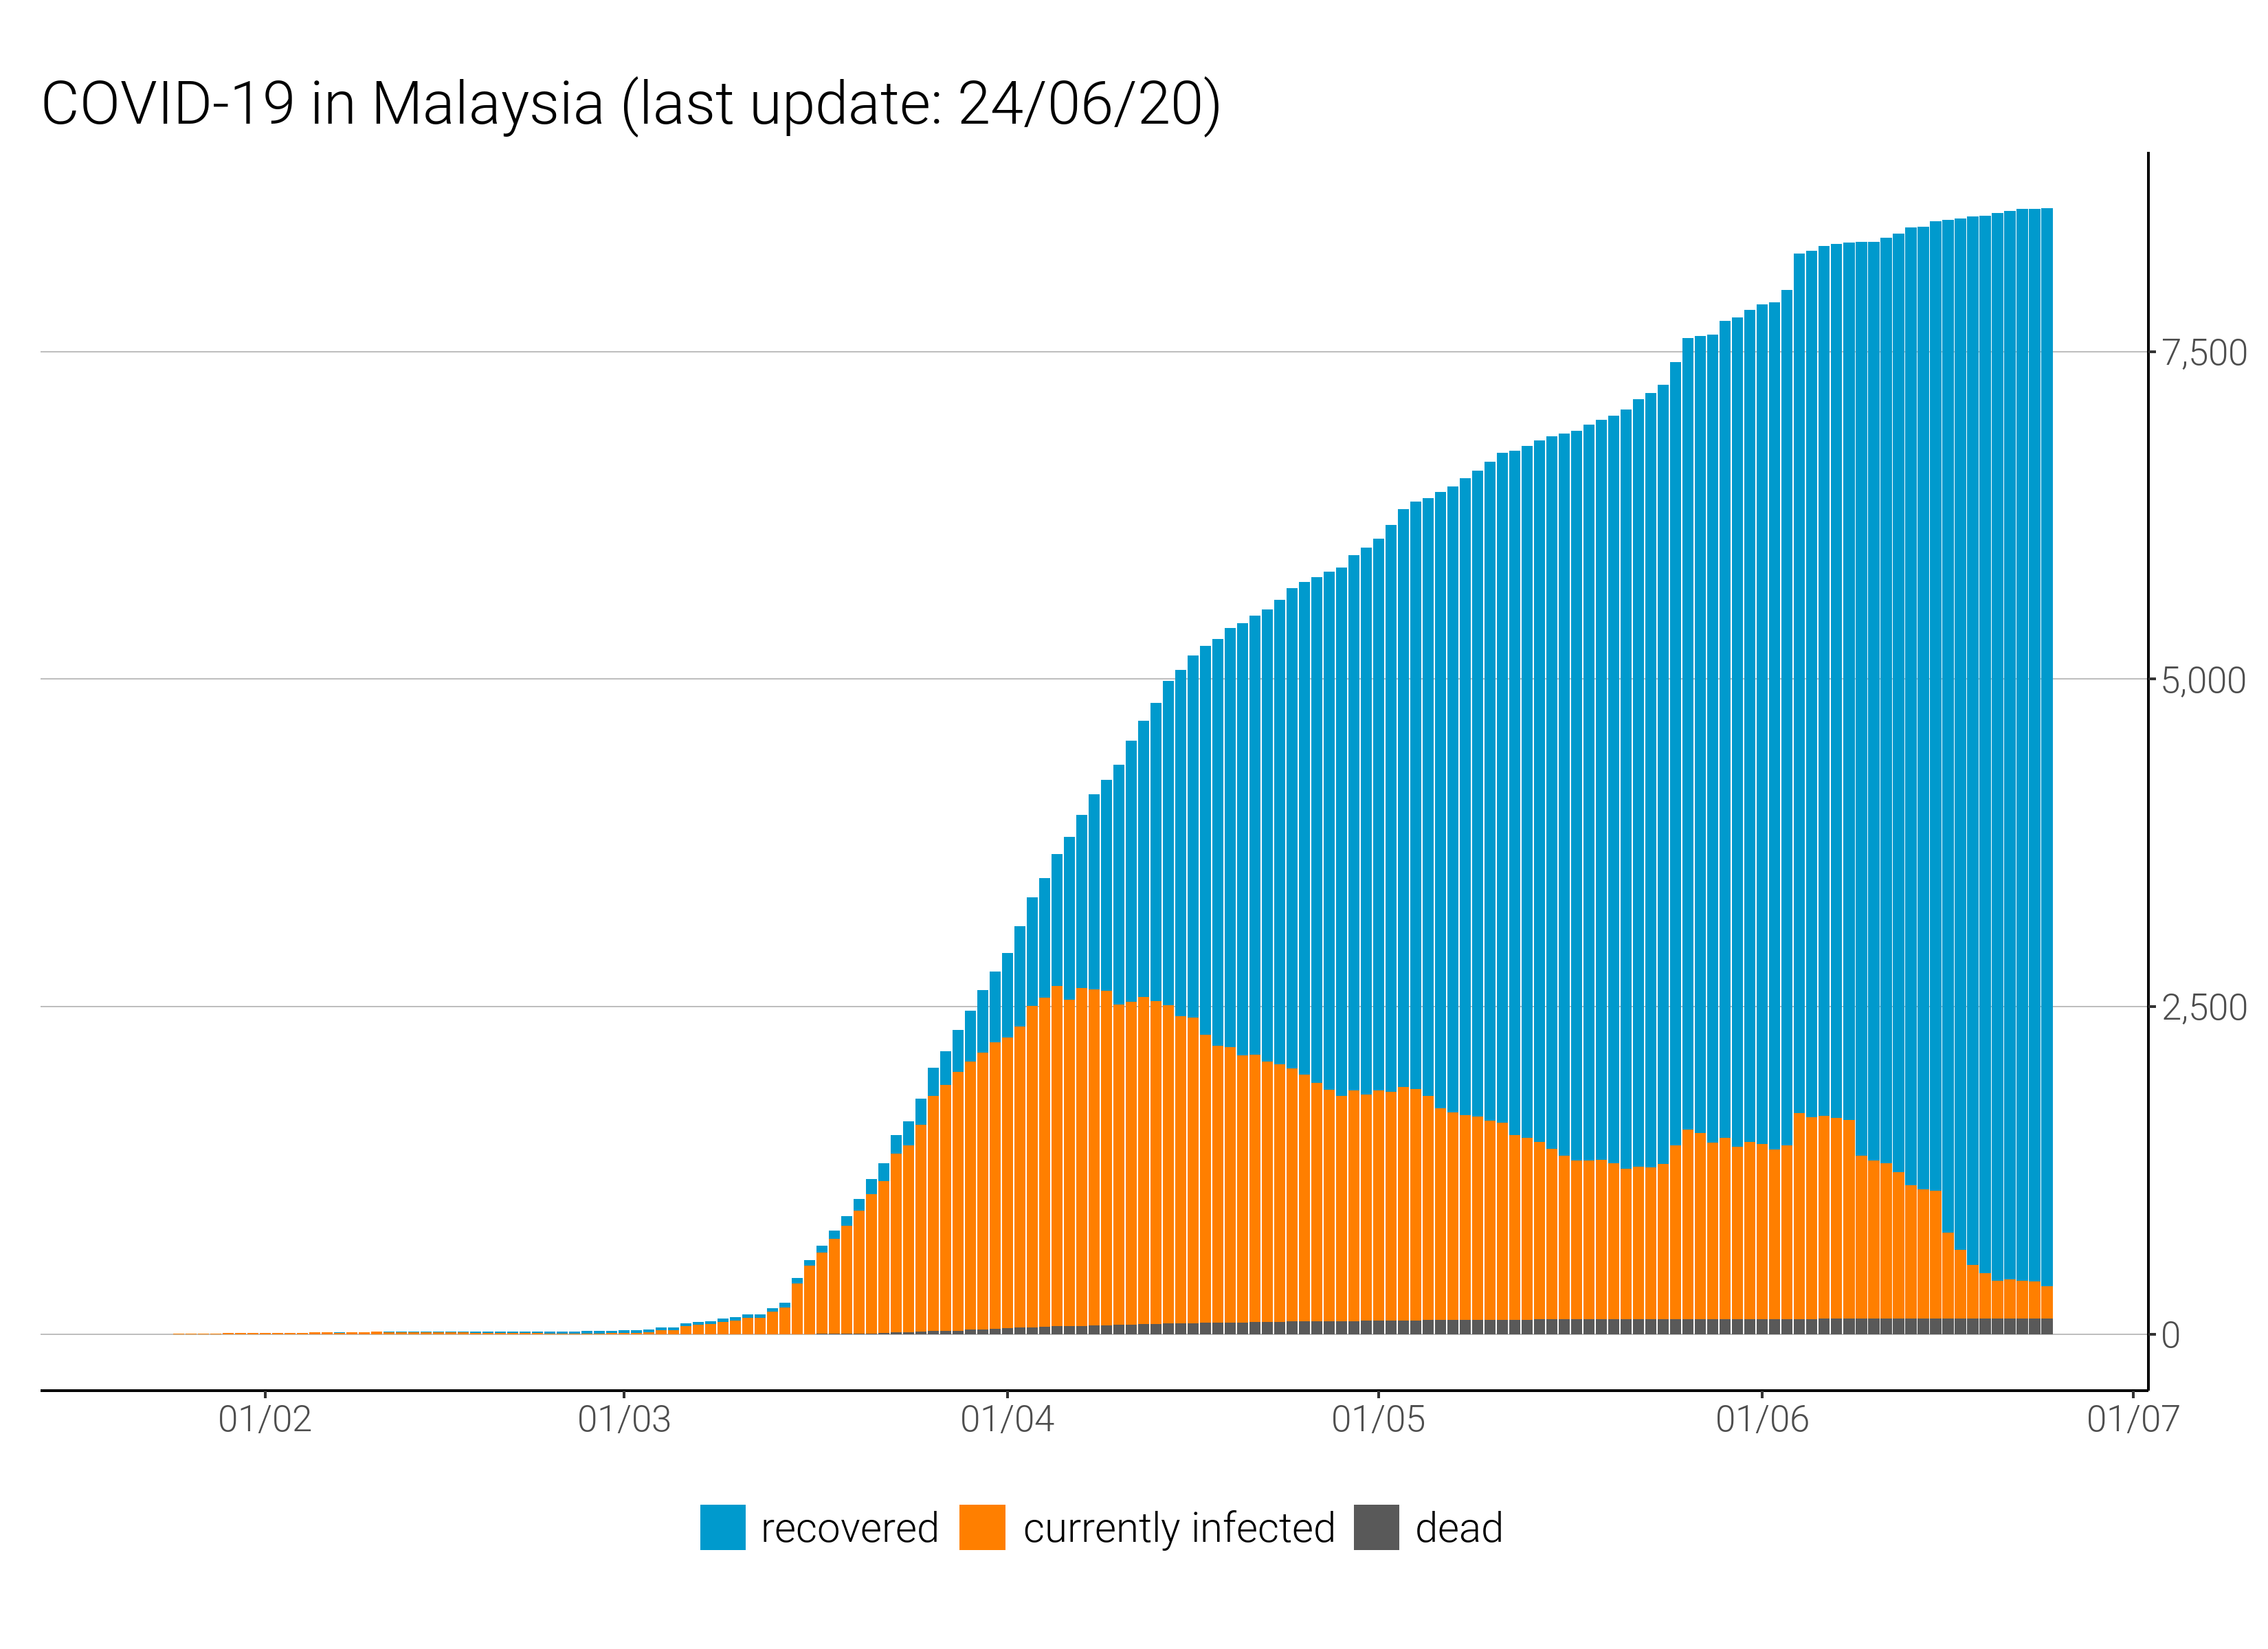 COVID-19 in Malaysia (last update: 24/06/20)
7,500
5,000
2,500
0
01/02 01/03 01/04 01/05 01/06 01/07
recovered currently infected dead